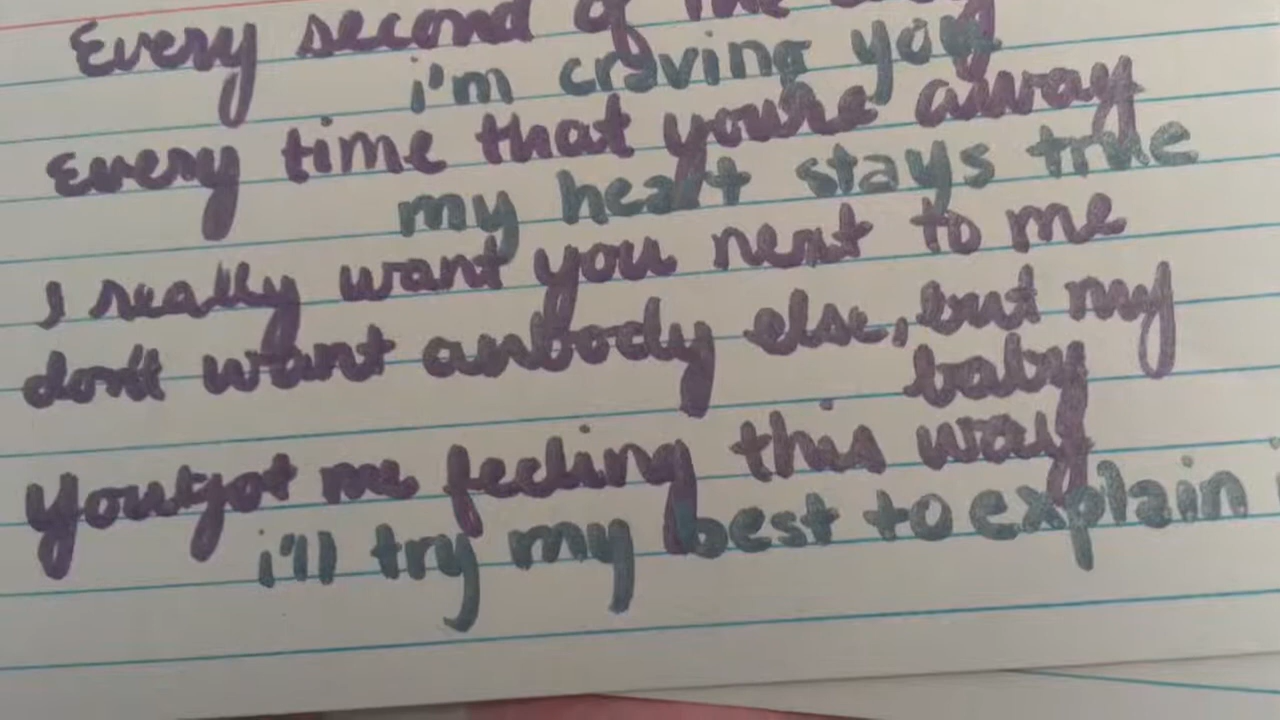 Every second of the
i'm craving you
Every time that you're away
my heart stays true
I really want you next to me
don't want anbody else, but my
baby
You got me feeling this way
i'll try my best to explain